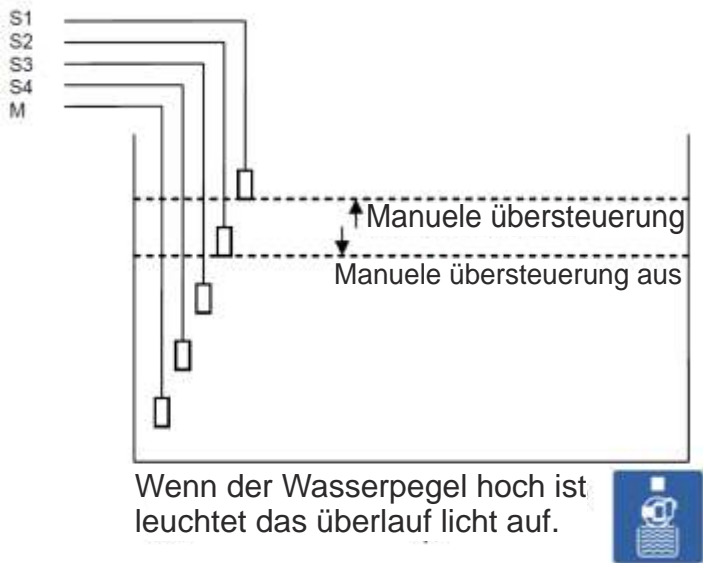 S1
S2
S3
S4
M
Manuele übersteuerung
Manuele übersteuerung aus
Wenn der Wasserpegel hoch ist
leuchtet das überlauf licht auf.